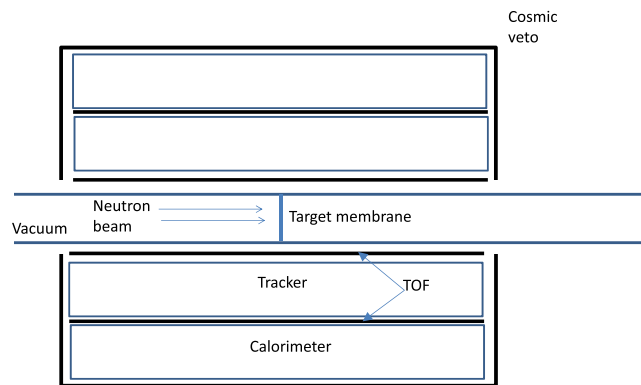 Cosmic
veto
Neutron
beam
Target membrane
Vacuum
Tracker
TOF
Calorimeter